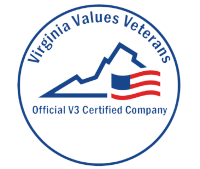 Virginia Values Veterans
Official V3 Certified Company